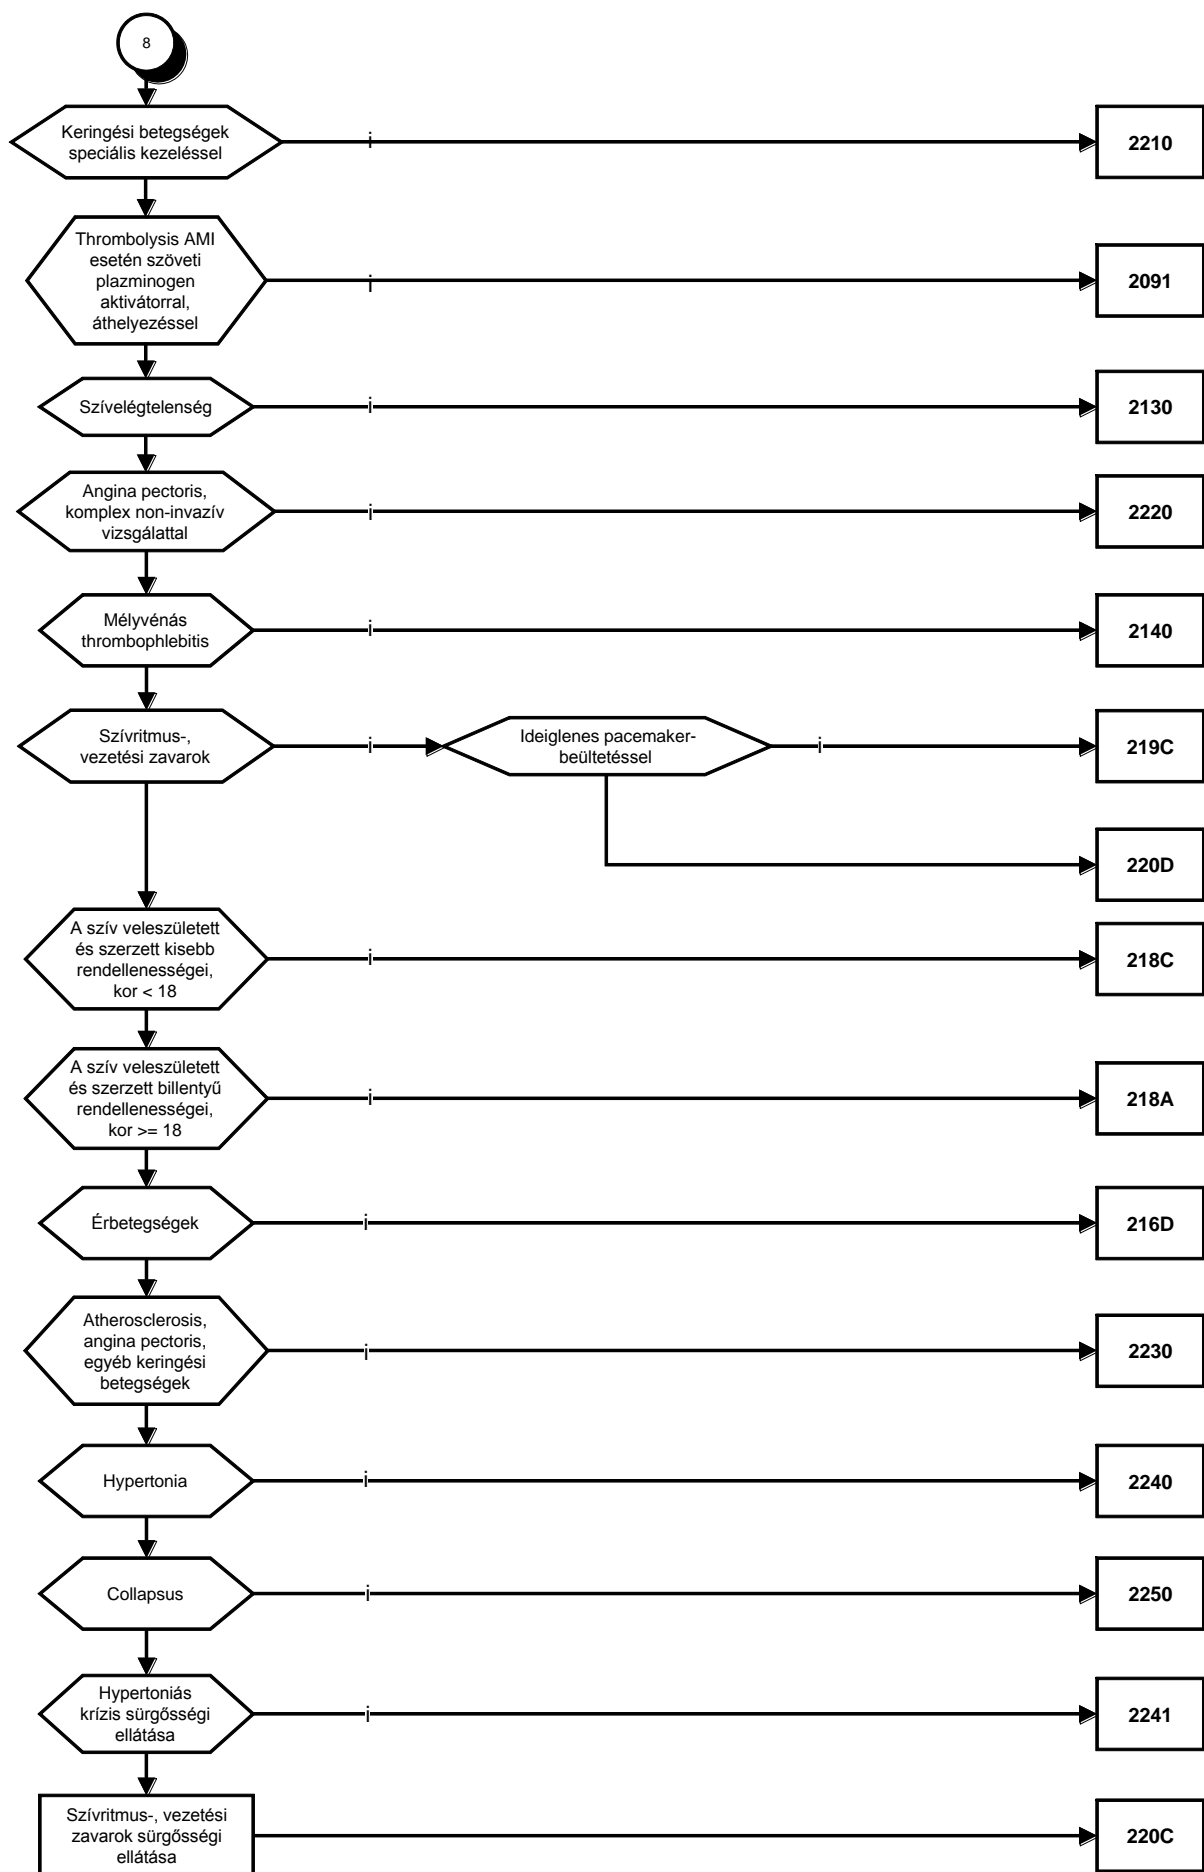 8
Keringési betegségek
speciális kezeléssel
i
2210
Thrombolysis AMI
esetén szöveti
plazminogen
aktivátorral,
áthelyezéssel
i
2091
Szívelégtelenség
i
2130
Angina pectoris,
komplex non-invazív
vizsgálattal
i
2220
Mélyvénás
thrombophlebitis
i
2140
Szívritmus-,
vezetési zavarok
i
Ideiglenes pacemaker-
beültetéssel
i
219C
220D
A szív veleszületett
és szerzett kisebb
rendellenességei,
kor < 18
i
218C
A szív veleszületett
és szerzett billentyű
rendellenességei,
kor >= 18
i
218A
Érbetegségek
i
216D
Atherosclerosis,
angina pectoris,
egyéb keringési
betegségek
i
2230
Hypertonia
i
2240
Collapsus
i
2250
Hypertoniás
krízis sürgősségi
ellátása
i
2241
Szívritmus-, vezetési
zavarok sürgősségi
ellátása
220C